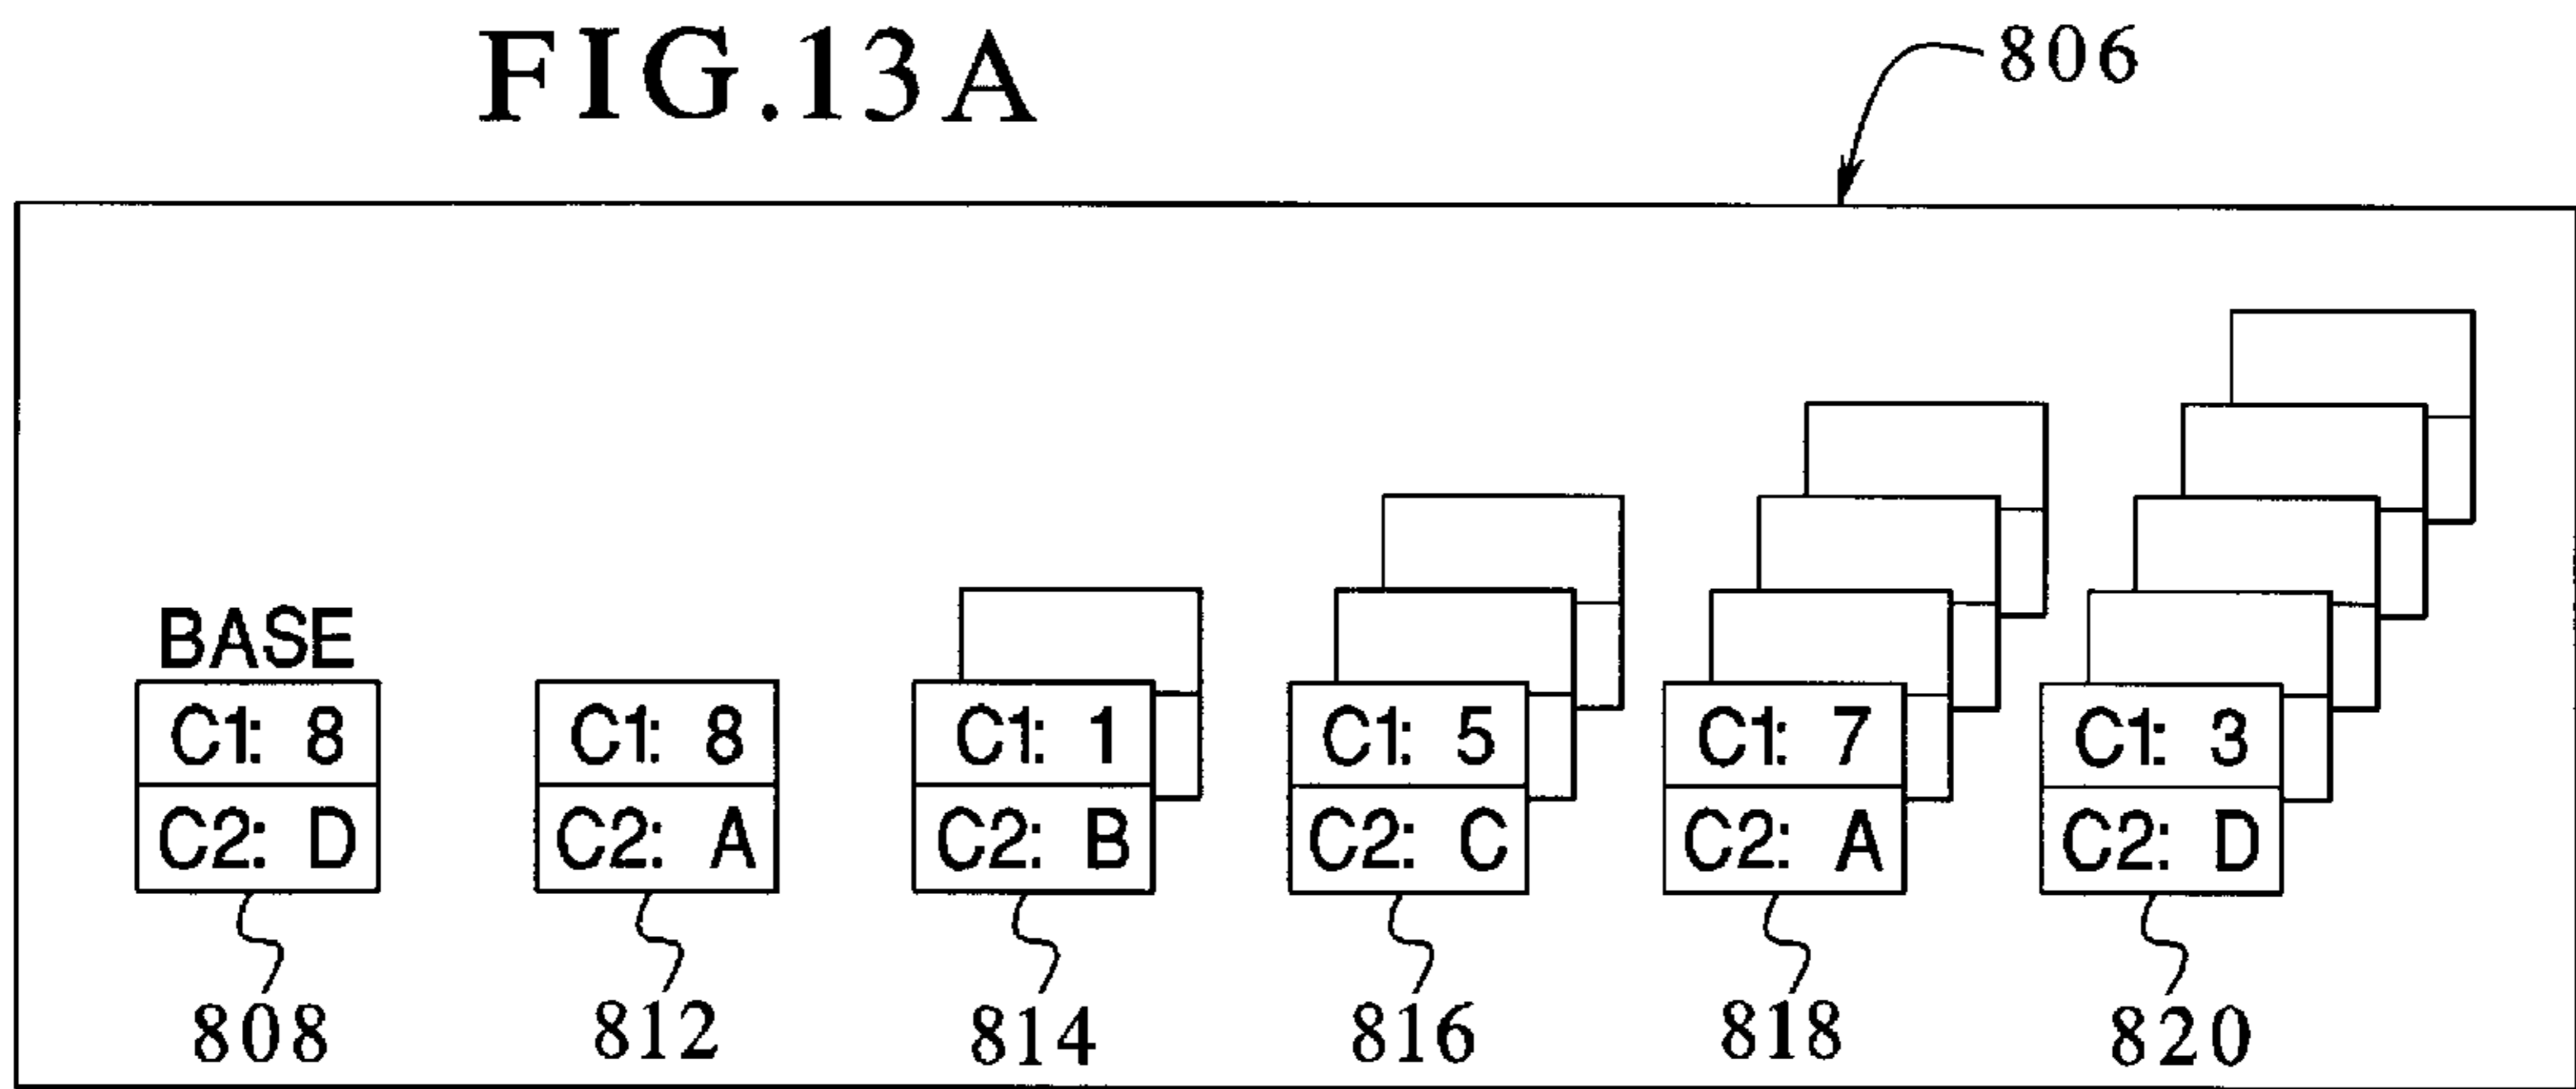 FIG.13A
806
BASE
C1: 8 C1: 8 C1: 1 C1: 5 C1: 7 C1: 3
C2: D C2: A C2: B C2: C C2: A C2: D
808 812 814 816 818 820